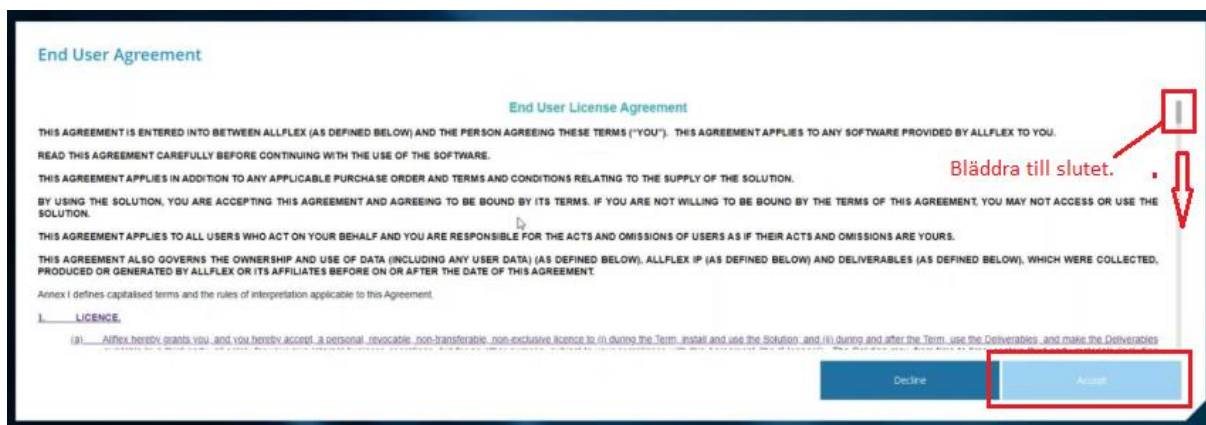 End User Agreement
End User License Agreement
THIS AGREEMENT IS ENTERED INTO BETWEEN ALLFLEX (AS DEFINED BELOW) AND THE PERSON AGREEING THESE TERMS ("YOU"). THIS AGREEMENT APPLIES TO ANY SOFTWARE PROVIDED BY ALLFLEX TO YOU.
READ THIS AGREEMENT CAREFULLY BEFORE CONTINUING WITH THE USE OF THE SOFTWARE.
Bläddra till slutet.
THIS AGREEMENT APPLIES IN ADDITION TO ANY APPLICABLE PURCHASE ORDER AND TERMS AND CONDITIONS RELATING TO THE SUPPLY OF THE SOLUTION.
BY USING THE SOLUTION, YOU ARE ACCEPTING THIS AGREEMENT AND AGREEING TO BE BOUND BY ITS TERMS. IF YOU ARE NOT WILLING TO BE BOUND BY THE TERMS OF THIS AGREEMENT, YOU MAY NOT ACCESS OR USE THE
SOLUTION.
THIS AGREEMENT APPLIES TO ALL USERS WHO ACT ON YOUR BEHALF AND YOU ARE RESPONSIBLE FOR THE ACTS AND OMISSIONS OF USERS AS IF THEIR ACTS AND OMISSIONS ARE YOURS.
THIS AGREEMENT ALSO GOVERNS THE OWNERSHIP AND USE OF DATA (INCLUDING ANY USER DATA) (AS DEFINED BELOW), ALLFLEX IP (AS DEFINED BELOW) AND DELIVERABLES (AS DEFINED BELOW), WHICH WERE COLLECTED,
PRODUCED OR GENERATED BY ALLFLEX OR ITS AFFILIATES BEFORE ON OR AFTER THE DATE OF THIS AGREEMENT.
Annex I defines capitalised terms and the rules of interpretation applicable to this Agreement.
1. LICENCE.
(a) Allflex hereby grants you, and you hereby accept, a personal, revocable, non-transferable, non-exclusive licence to (i) during the Term, install and use the Solution; and (ii) during and after the Term, use the Deliverables, and make the Deliverables
Decline
Accept